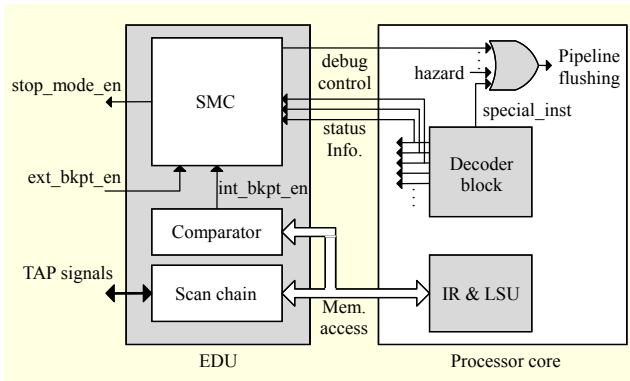 SMC
stop_mode_en
debug
control
hazard
Pipeline
flushing
special_inst
status
Info.
Decoder
block
ext_bkpt_en
int_bkpt_en
Comparator
TAP signals
Scan chain
Mem.
access
IR & LSU
EDU
Processor core